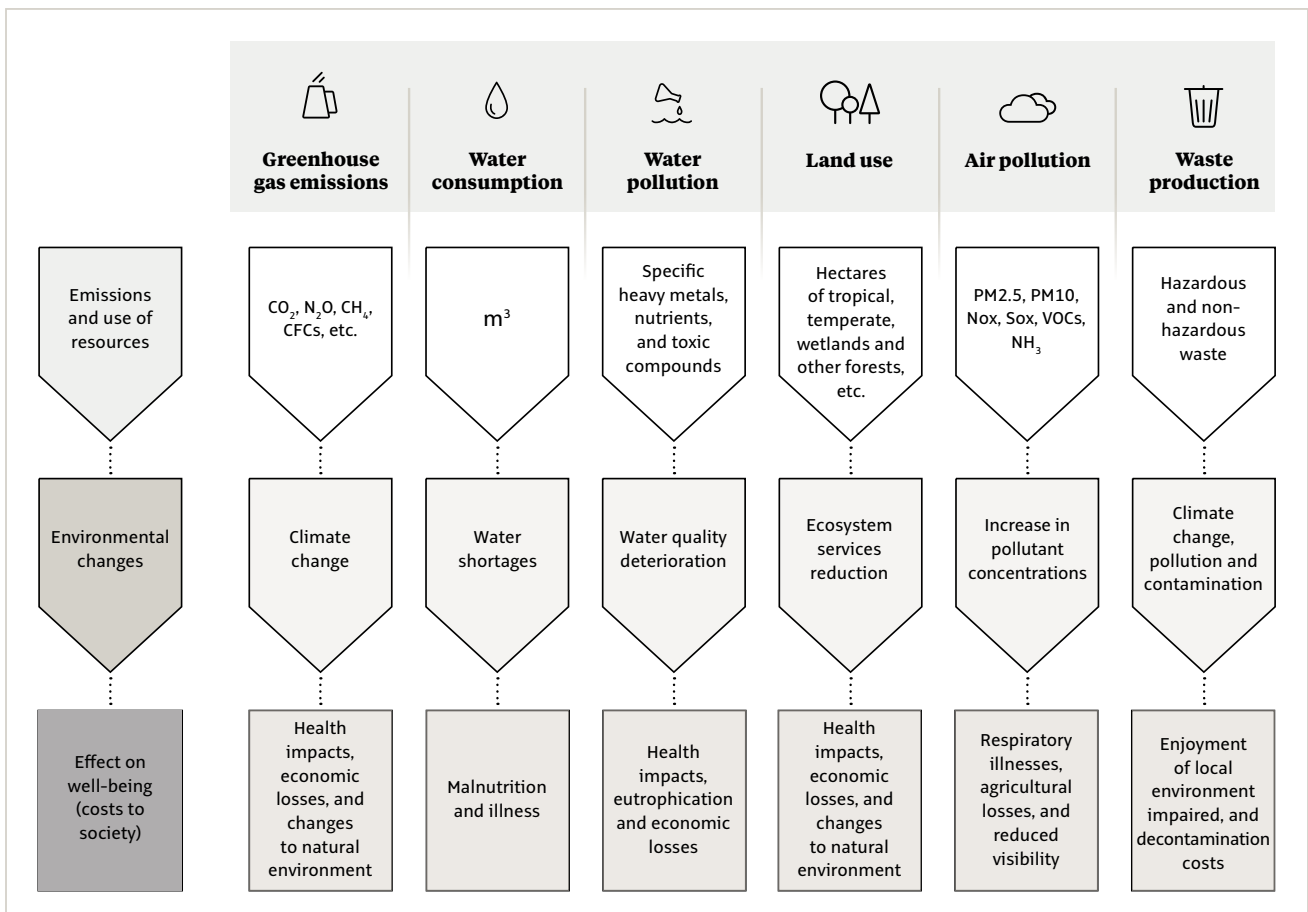 Greenhouse
gas emissions
Water
consumption
Water
pollution
Land use
Air pollution
Waste
production
Emissions
and use of
resources
CO₂, N₂O, CH₄,
CFCs, etc.
m³
Specific
heavy metals,
nutrients,
and toxic
compounds
Hectares
of tropical,
temperate,
wetlands and
other forests,
etc.
PM2.5, PM10,
Nox, Sox, VOCs,
NH₃
Hazardous
and non-
hazardous
waste
Environmental
changes
Climate
change
Water
shortages
Water quality
deterioration
Ecosystem
services
reduction
Increase in
pollutant
concentrations
Climate
change,
pollution and
contamination
Effect on
well-being
(costs to
society)
Health
impacts,
economic
losses, and
changes
to natural
environment
Malnutrition
and illness
Health
impacts,
eutrophication
and economic
losses
Health
impacts,
economic
losses, and
changes
to natural
environment
Respiratory
illnesses,
agricultural
losses, and
reduced
visibility
Enjoyment
of local
environment
impaired, and
decontamination
costs